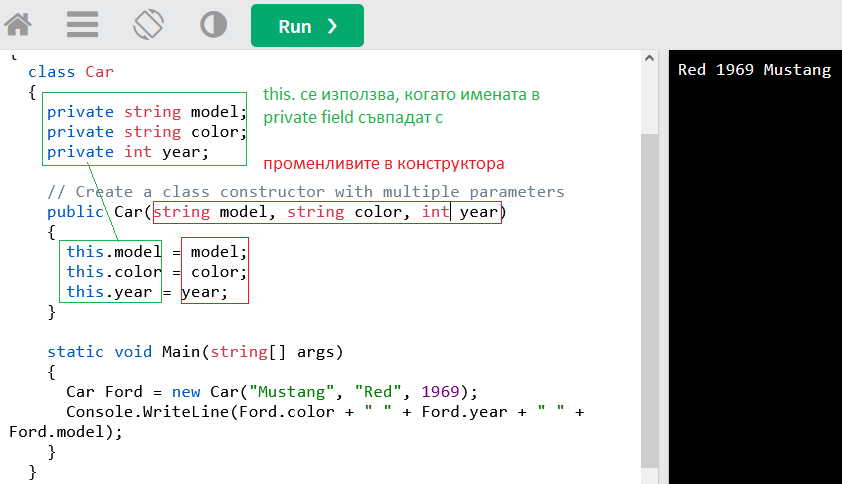 Run ❯
{
class Car
{
private string model;
private string color;
private int year;
this. се използва, когато имената в
private field съвпадат с
променливите в конструктора
// Create a class constructor with multiple parameters
public Car(string model, string color, int year)
{
this.model = model;
this.color = color;
this.year = year;
}
static void Main(string[] args)
{
Car Ford = new Car("Mustang", "Red", 1969);
Console.WriteLine(Ford.color + " " + Ford.year + " " +
Ford.model);
}
}
Red 1969 Mustang